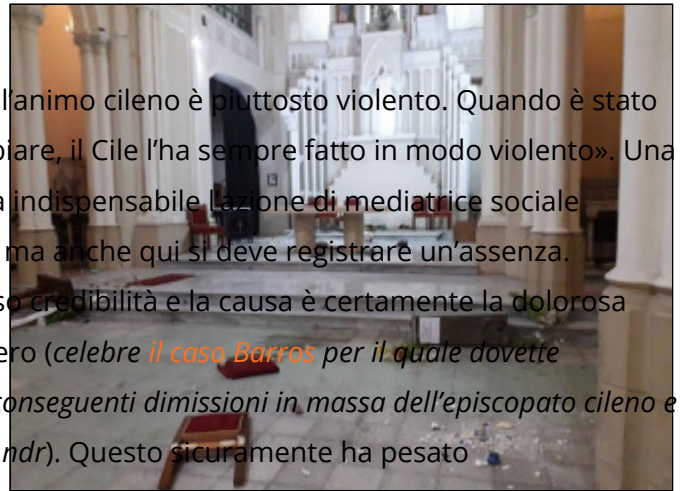 l'animo cileno è piuttosto violento. Quando è stato
piare, il Cile l'ha sempre fatto in modo violento». Una
indispensabile l'azione di mediatrice sociale
ma anche qui si deve registrare un'assenza.
so credibilità e la causa è certamente la dolorosa
ero (celebre il caso Barros per il quale dovette
conseguenti dimissioni in massa dell'episcopato cileno e
ndr). Questo sicuramente ha pesato